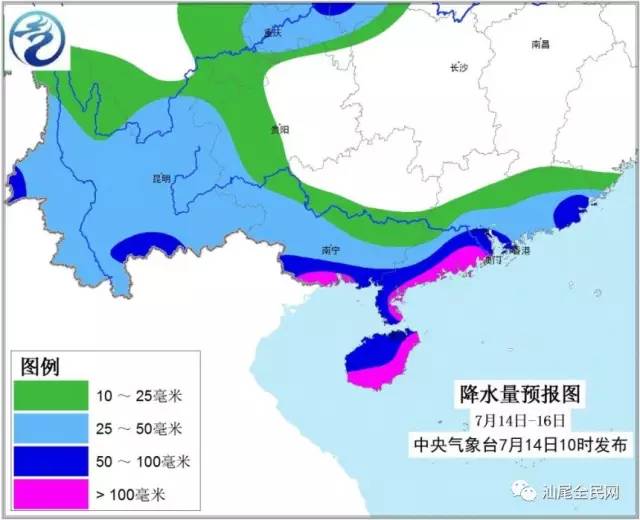 重庆
南昌
长沙
贵阳
昆明
南宁
香港
澳门
图例
10 ～ 25毫米
25 ～ 50毫米
50 ～ 100毫米
> 100毫米
降水量预报图
7月14日-16日
中央气象台7月14日10时发布
汕尾全民网